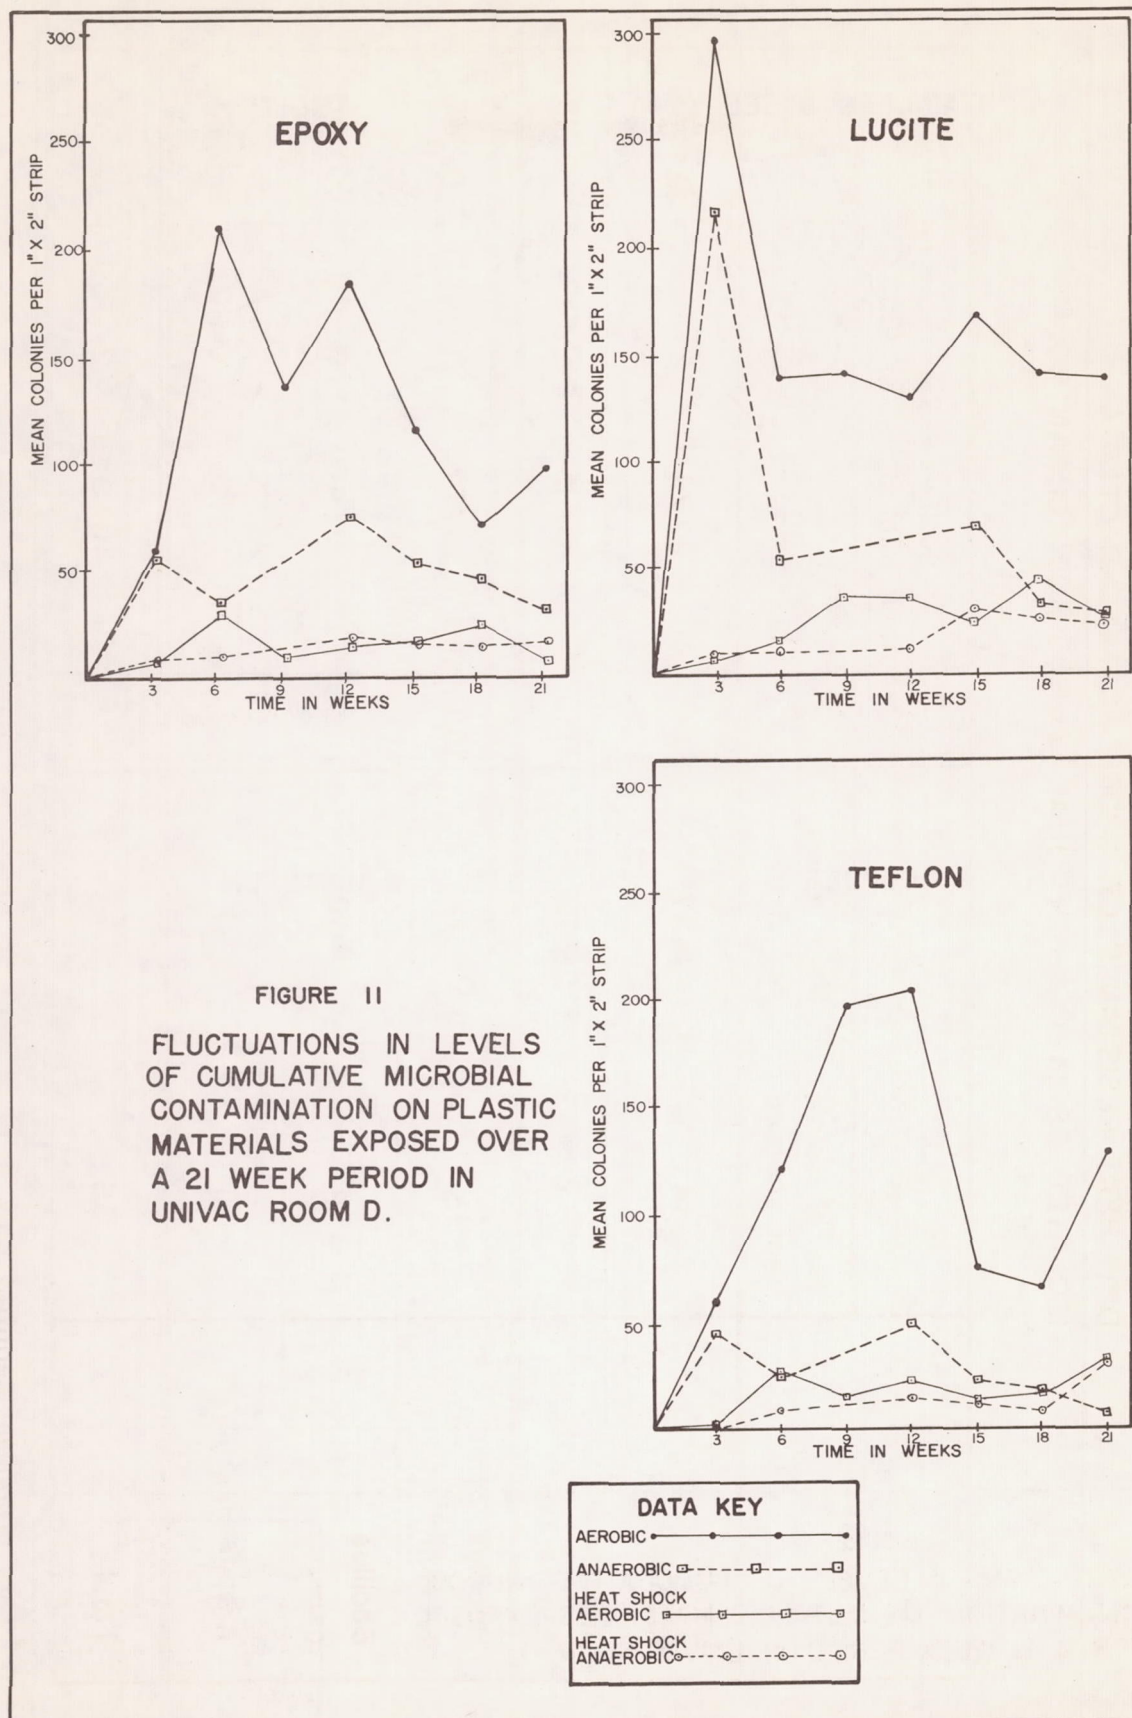 EPOXY
MEAN COLONIES PER 1" X 2" STRIP
300
250
200
150
100
50
3 6 9 12 15 18 21
TIME IN WEEKS
LUCITE
MEAN COLONIES PER 1" X 2" STRIP
300
250
200
150
100
50
3 6 9 12 15 18 21
TIME IN WEEKS
TEFLON
MEAN COLONIES PER 1" X 2" STRIP
300
250
200
150
100
50
3 6 9 12 15 18 21
TIME IN WEEKS
FIGURE 11
FLUCTUATIONS IN LEVELS
OF CUMULATIVE MICROBIAL
CONTAMINATION ON PLASTIC
MATERIALS EXPOSED OVER
A 21 WEEK PERIOD IN
UNIVAC ROOM D.
DATA KEY
AEROBIC
ANAEROBIC
HEAT SHOCK
AEROBIC
HEAT SHOCK
ANAEROBIC